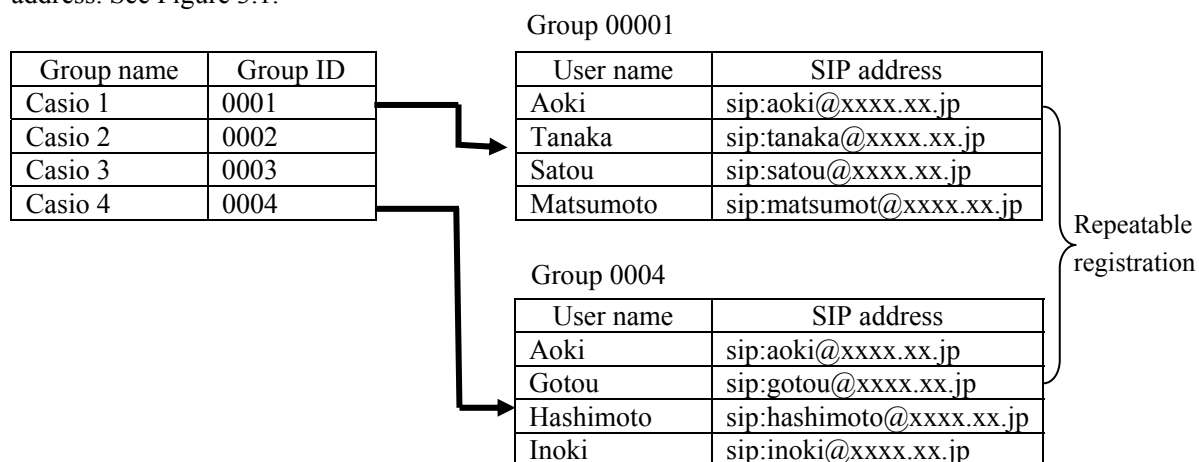 address. See Figure 3.1.
Group 00001
Group name Group ID
Casio 1 0001
Casio 2 0002
Casio 3 0003
Casio 4 0004
User name SIP address
Aoki sip:aoki@xxxx.xx.jp
Tanaka sip:tanaka@xxxx.xx.jp
Satou sip:satou@xxxx.xx.jp
Matsumoto sip:matsumot@xxxx.xx.jp
Repeatable
registration
Group 0004
User name SIP address
Aoki sip:aoki@xxxx.xx.jp
Gotou sip:gotou@xxxx.xx.jp
Hashimoto sip:hashimoto@xxxx.xx.jp
Inoki sip:inoki@xxxx.xx.jp